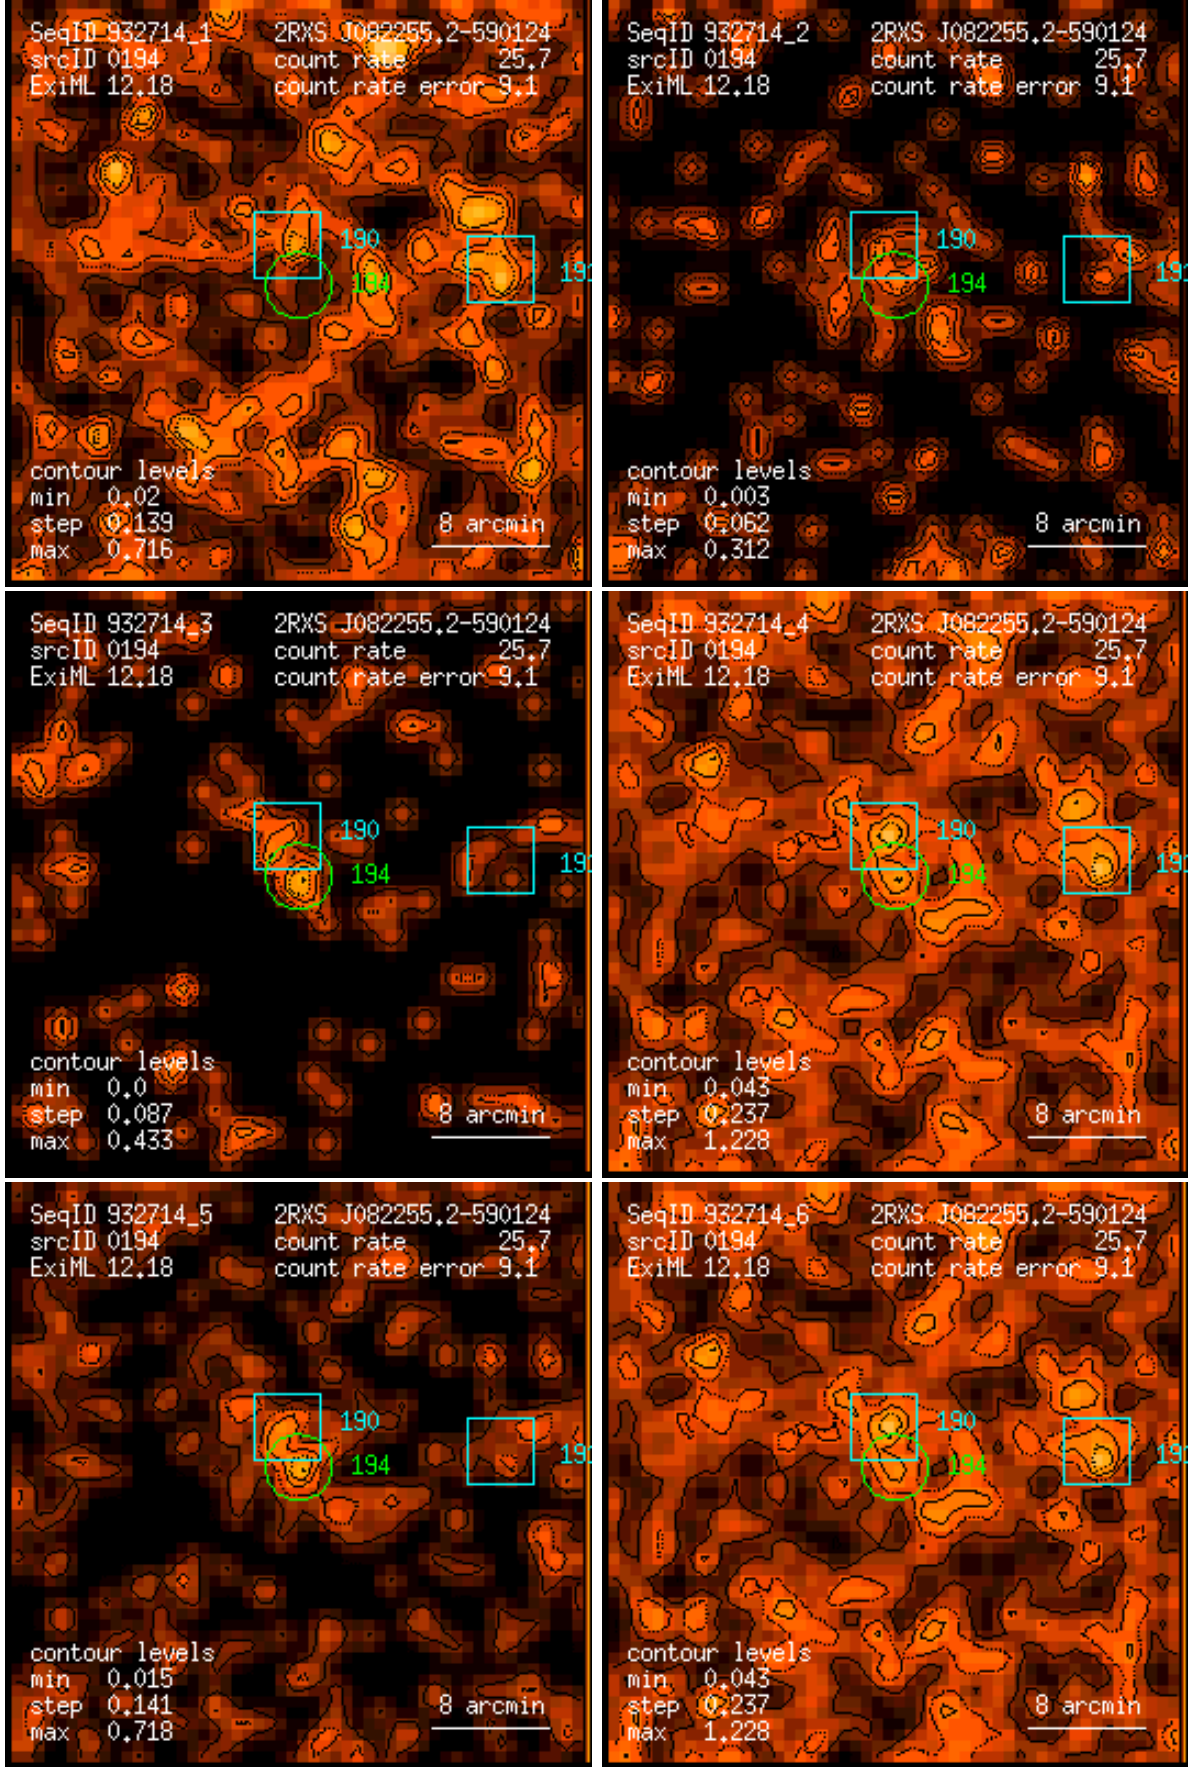 SeqID 932714_1 2RXS J082255.2-590124
srcID 0194 count rate 25.7
ExiML 12.18 count rate error 9.1
190
191
194
contour levels
min 0.02
step 0.139
max 0.716
8 arcmin
SeqID 932714_2 2RXS J082255.2-590124
srcID 0194 count rate 25.7
ExiML 12.18 count rate error 9.1
190
19
194
contour levels
min 0.003
step 0.062
max 0.312
8 arcmin
SeqID 932714_3 2RXS J082255.2-590124
srcID 0194 count rate 25.7
ExiML 12.18 count rate error 9.1
190
19
194
contour levels
min 0.0
step 0.087
max 0.433
8 arcmin
SeqID 932714_4 2RXS J082255.2-590124
srcID 0194 count rate 25.7
ExiML 12.18 count rate error 9.1
190
19
194
contour levels
min 0.043
step 0.237
max 1.228
8 arcmin
SeqID 932714_5 2RXS J082255.2-590124
srcID 0194 count rate 25.7
ExiML 12.18 count rate error 9.1
190
19
194
contour levels
min 0.015
step 0.141
max 0.718
8 arcmin
SeqID 932714_6 2RXS J082255.2-590124
srcID 0194 count rate 25.7
ExiML 12.18 count rate error 9.1
190
19
194
contour levels
min 0.043
step 0.237
max 1.228
8 arcmin